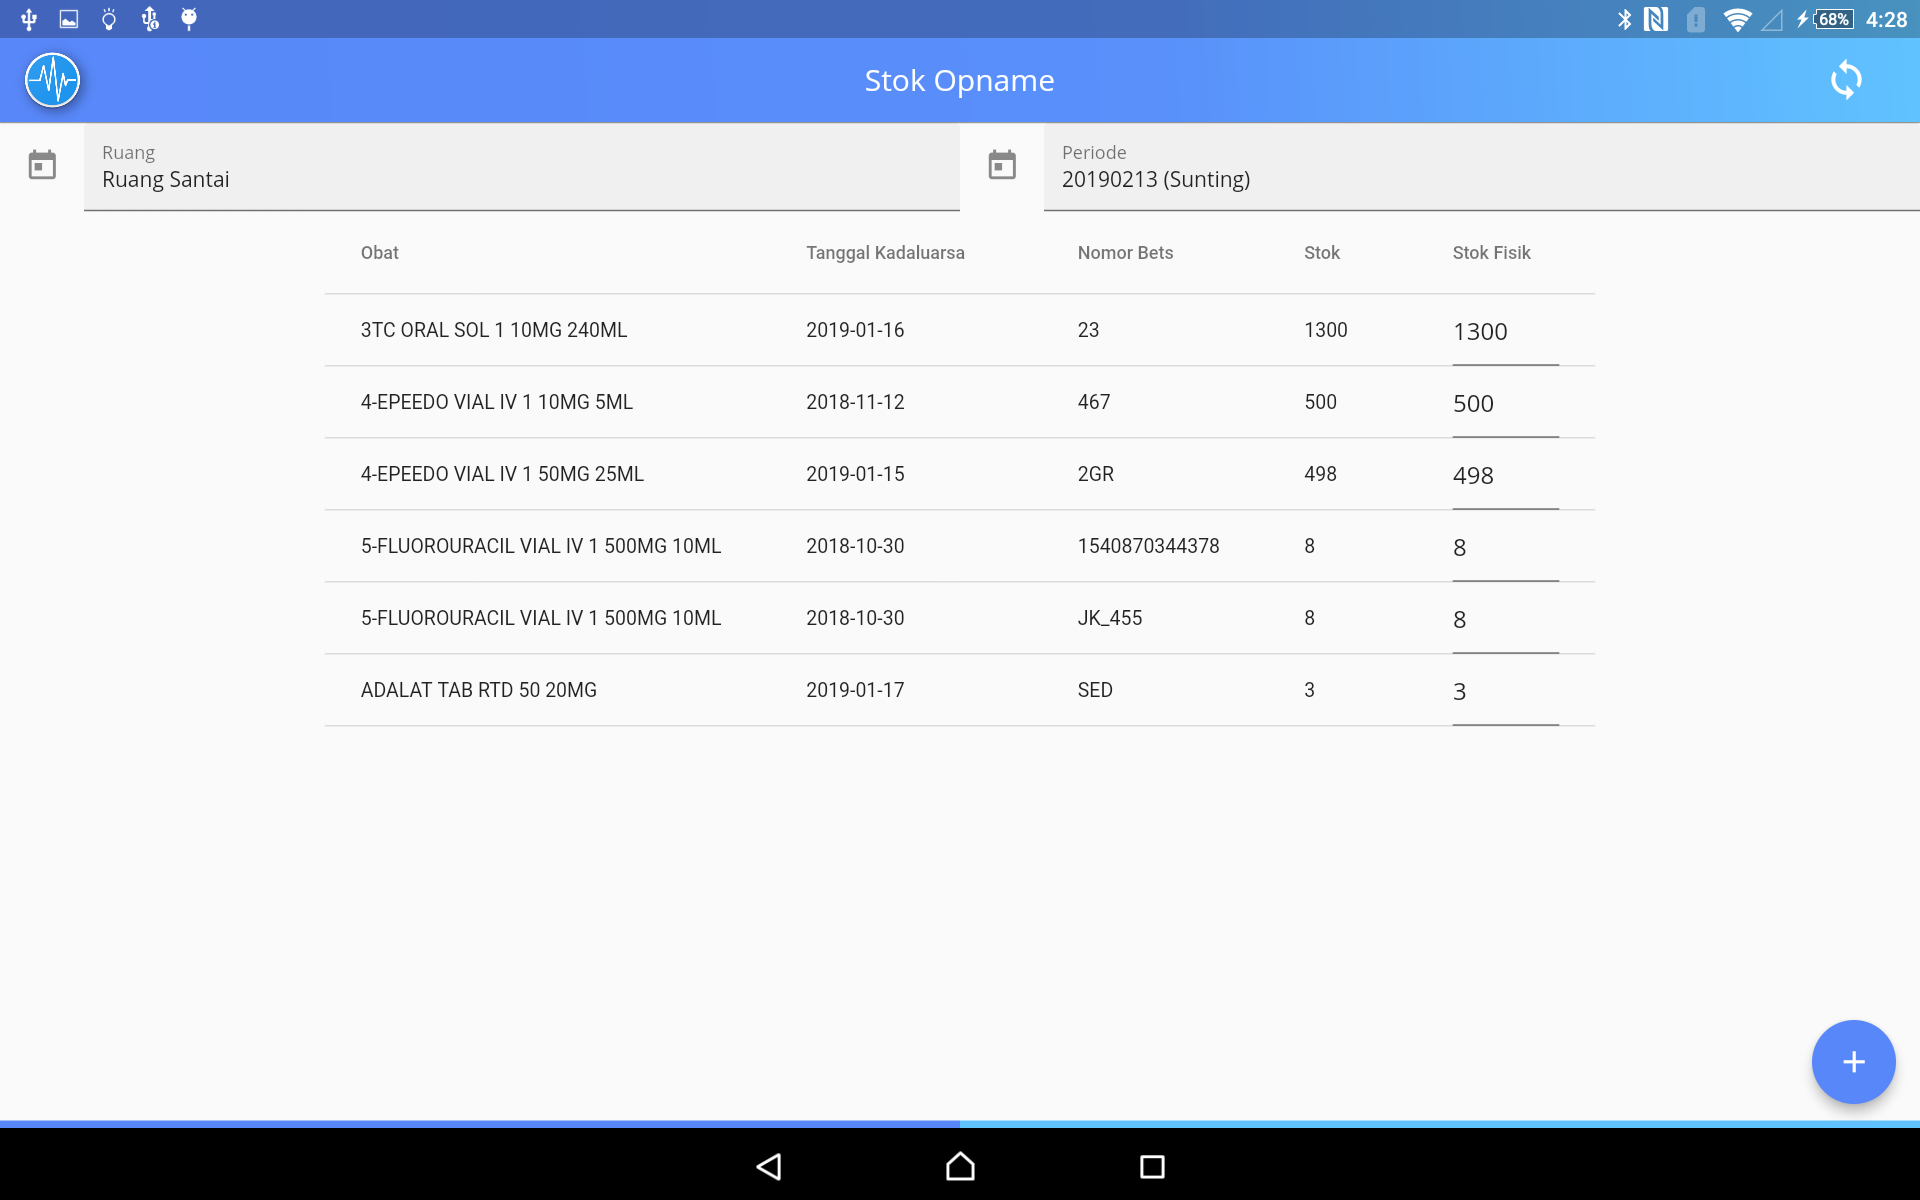 68% 4:28
Stok Opname
Ruang
Ruang Santai
Periode
20190213 (Sunting)
Obat Tanggal Kadaluarsa Nomor Bets Stok Stok Fisik
3TC ORAL SOL 1 10MG 240ML 2019-01-16 23 1300 1300
4-EPEEDO VIAL IV 1 10MG 5ML 2018-11-12 467 500 500
4-EPEEDO VIAL IV 1 50MG 25ML 2019-01-15 2GR 498 498
5-FLUOROURACIL VIAL IV 1 500MG 10ML 2018-10-30 1540870344378 8 8
5-FLUOROURACIL VIAL IV 1 500MG 10ML 2018-10-30 JK_455 8 8
ADALAT TAB RTD 50 20MG 2019-01-17 SED 3 3